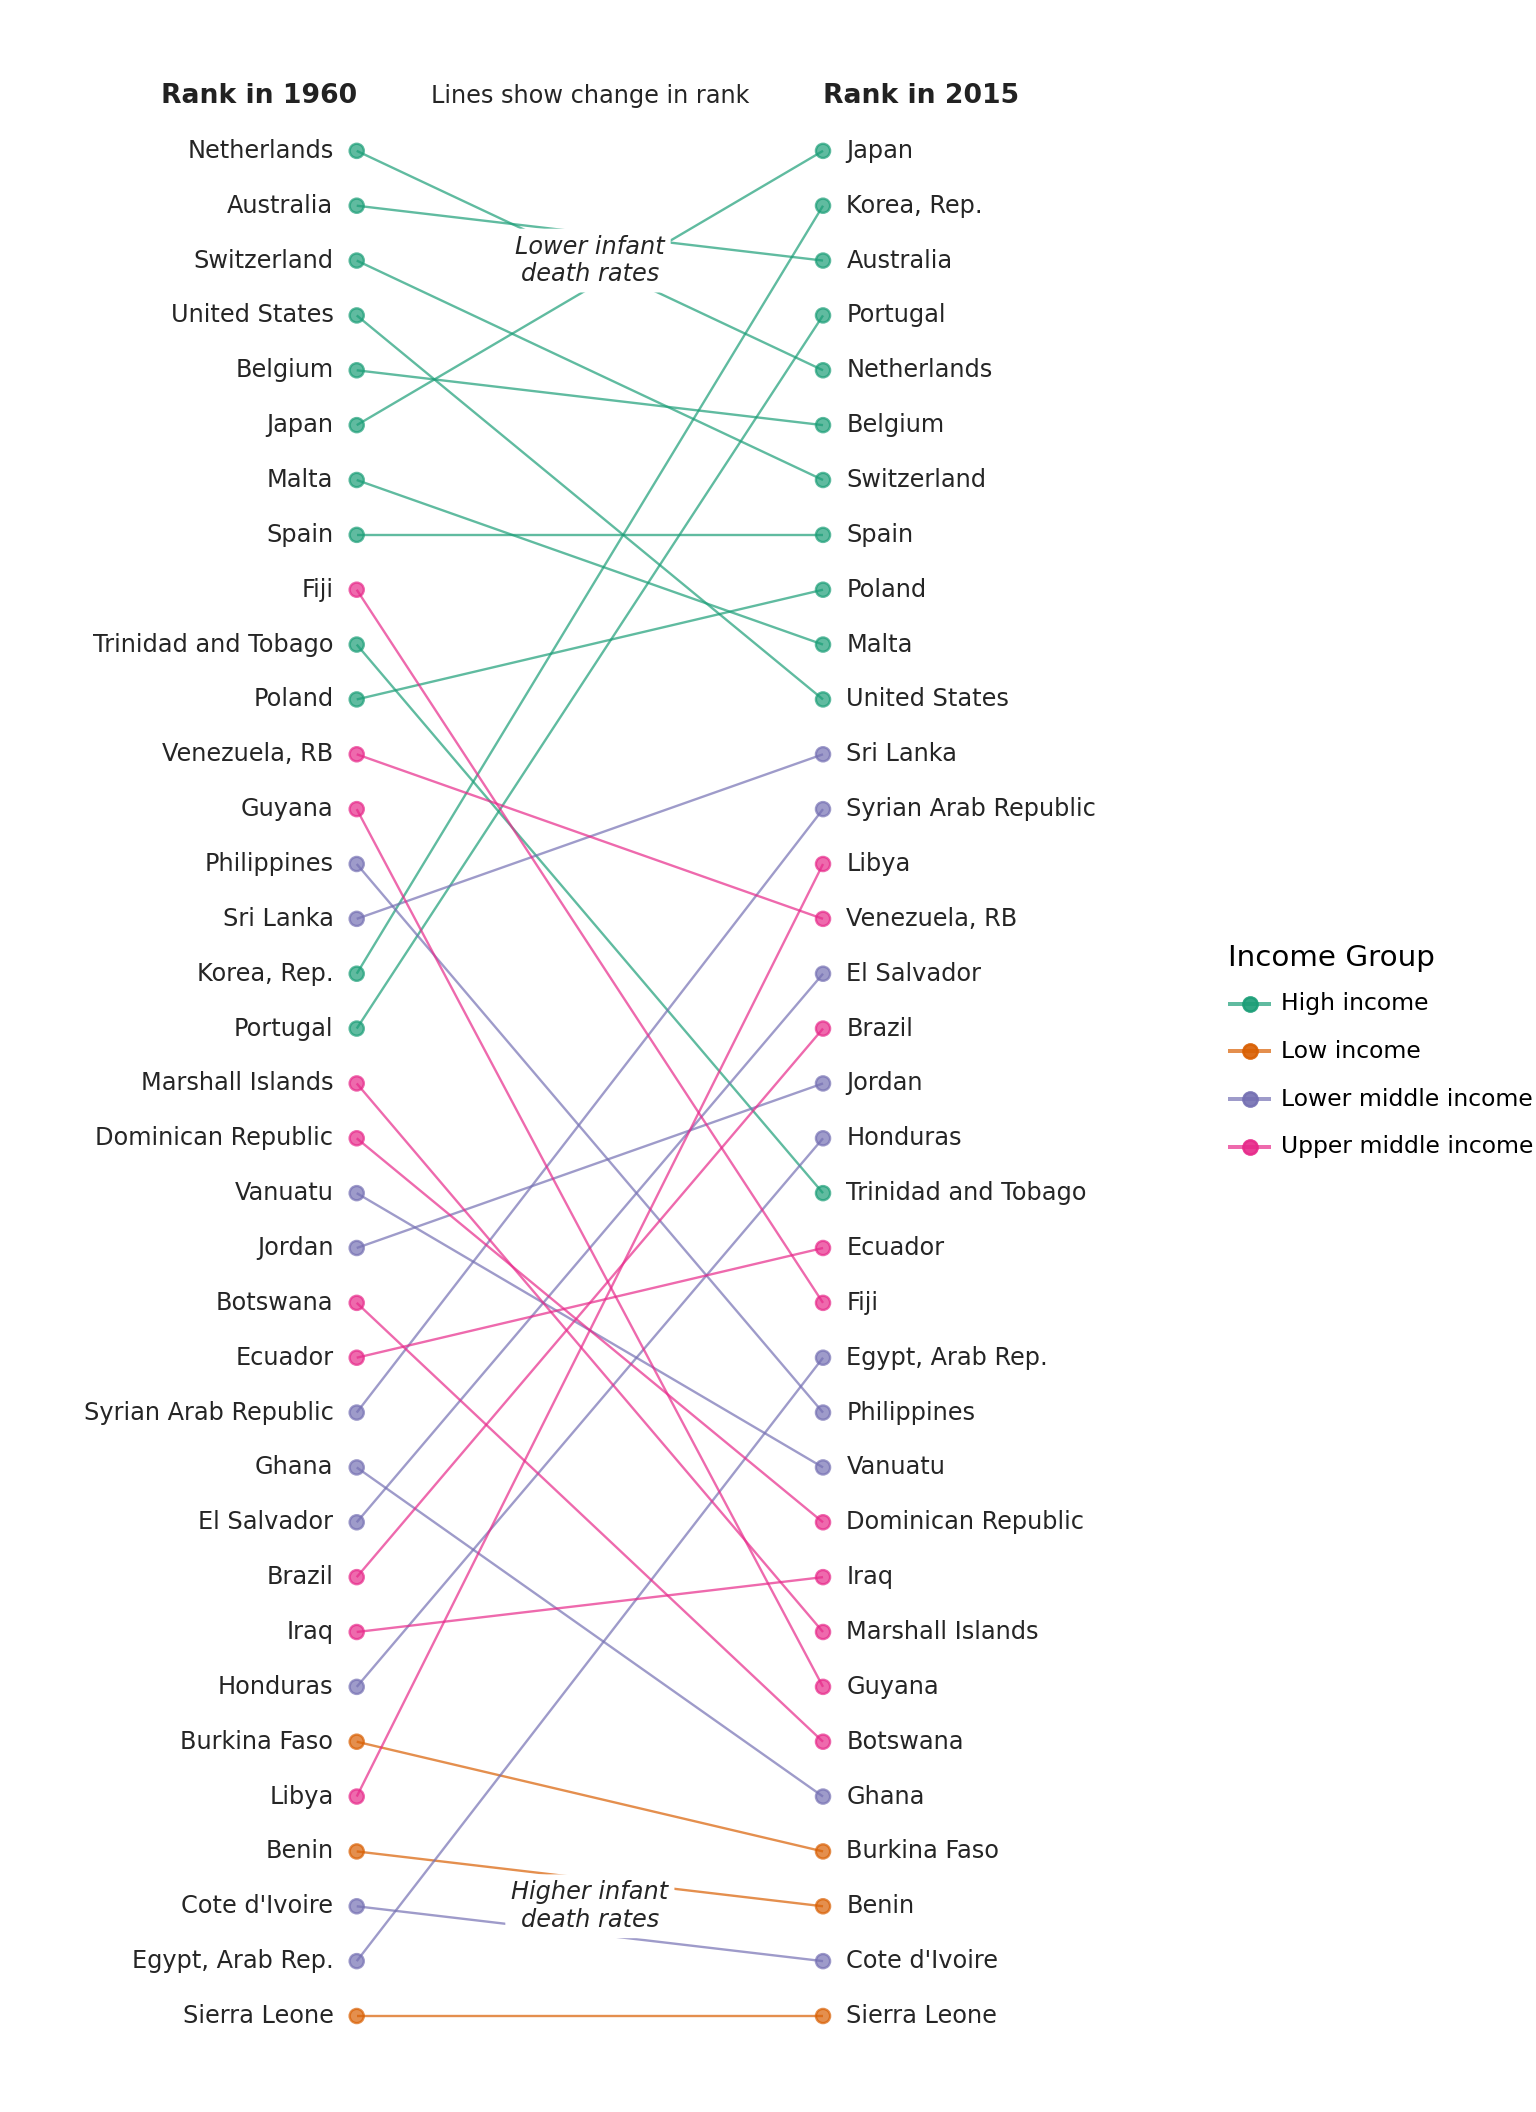 Rank in 1960 Lines show change in rank Rank in 2015
Netherlands Japan
Australia Korea, Rep.
Lower infant
death rates
Switzerland Australia
United States Portugal
Belgium Netherlands
Japan Belgium
Malta Switzerland
Spain Spain
Fiji Poland
Trinidad and Tobago Malta
Poland United States
Venezuela, RB Sri Lanka
Guyana Syrian Arab Republic
Philippines Libya
Sri Lanka Venezuela, RB
Korea, Rep. El Salvador
Portugal Brazil
Marshall Islands Jordan
Dominican Republic Honduras
Vanuatu Trinidad and Tobago
Jordan Ecuador
Botswana Fiji
Ecuador Egypt, Arab Rep.
Syrian Arab Republic Philippines
Ghana Vanuatu
El Salvador Dominican Republic
Brazil Iraq
Iraq Marshall Islands
Honduras Guyana
Burkina Faso Botswana
Libya Ghana
Benin Burkina Faso
Higher infant
death rates
Cote d'Ivoire Benin
Egypt, Arab Rep. Cote d'Ivoire
Sierra Leone Sierra Leone
Income Group
High income
Low income
Lower middle income
Upper middle income